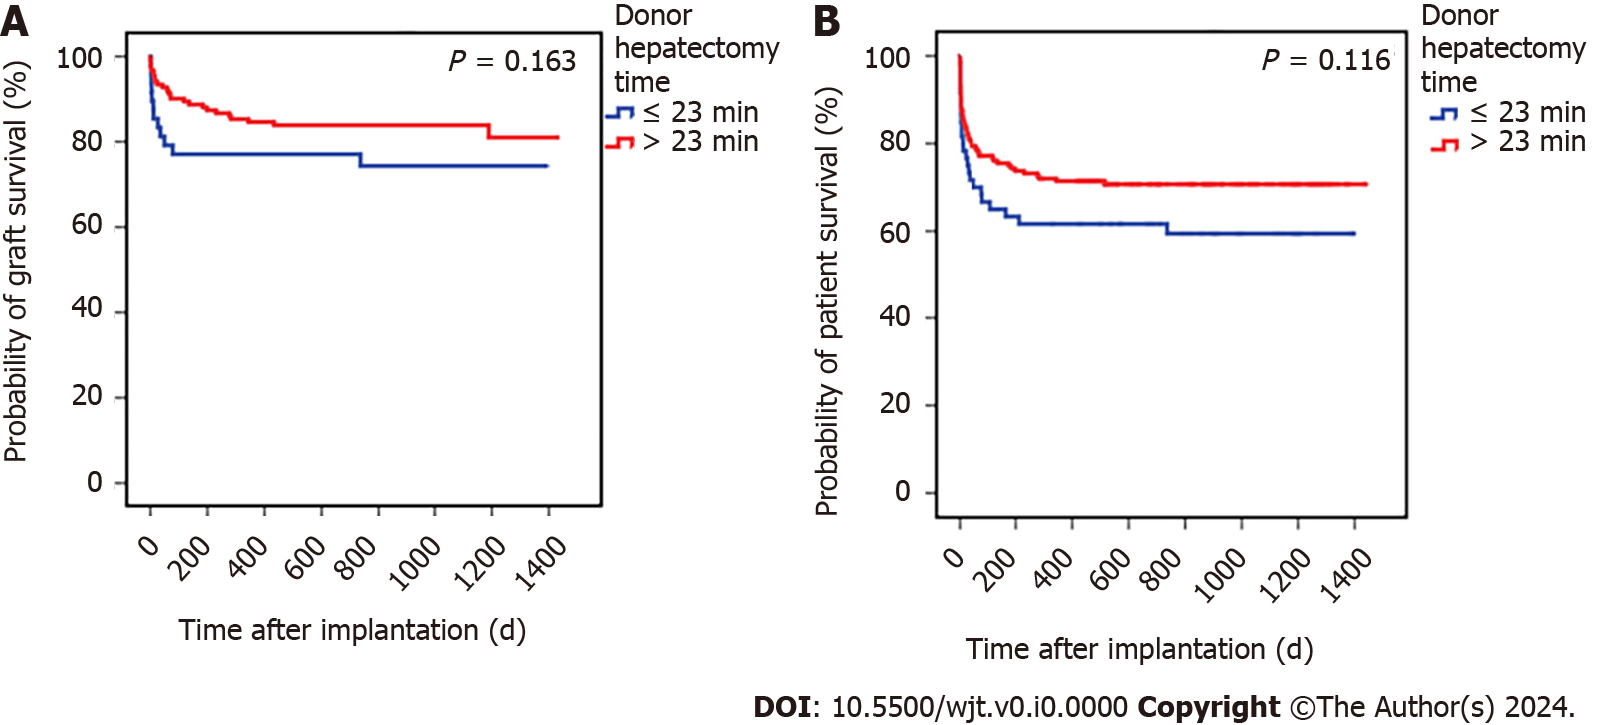 A
Probability of graft survival (%)
100
80
60
40
20
0
P = 0.163
Donor
hepatectomy
time
≤ 23 min
> 23 min
0 200 400 600 800 1000 1200 1400
Time after implantation (d)
B
Probability of patient survival (%)
100
80
60
40
20
0
P = 0.116
Donor
hepatectomy
time
≤ 23 min
> 23 min
0 200 400 600 800 1000 1200 1400
Time after implantation (d)
DOI: 10.5500/wjt.v0.i0.0000 Copyright ©The Author(s) 2024.